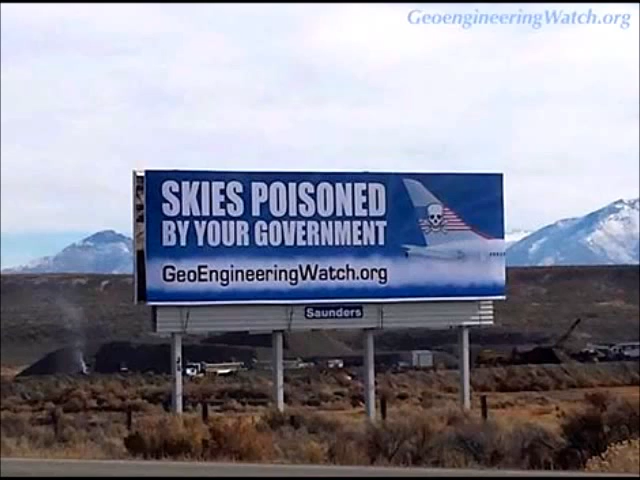 GeoengineeringWatch.org
SKIES POISONED
BY YOUR GOVERNMENT
GeoEngineeringWatch.org
Saunders